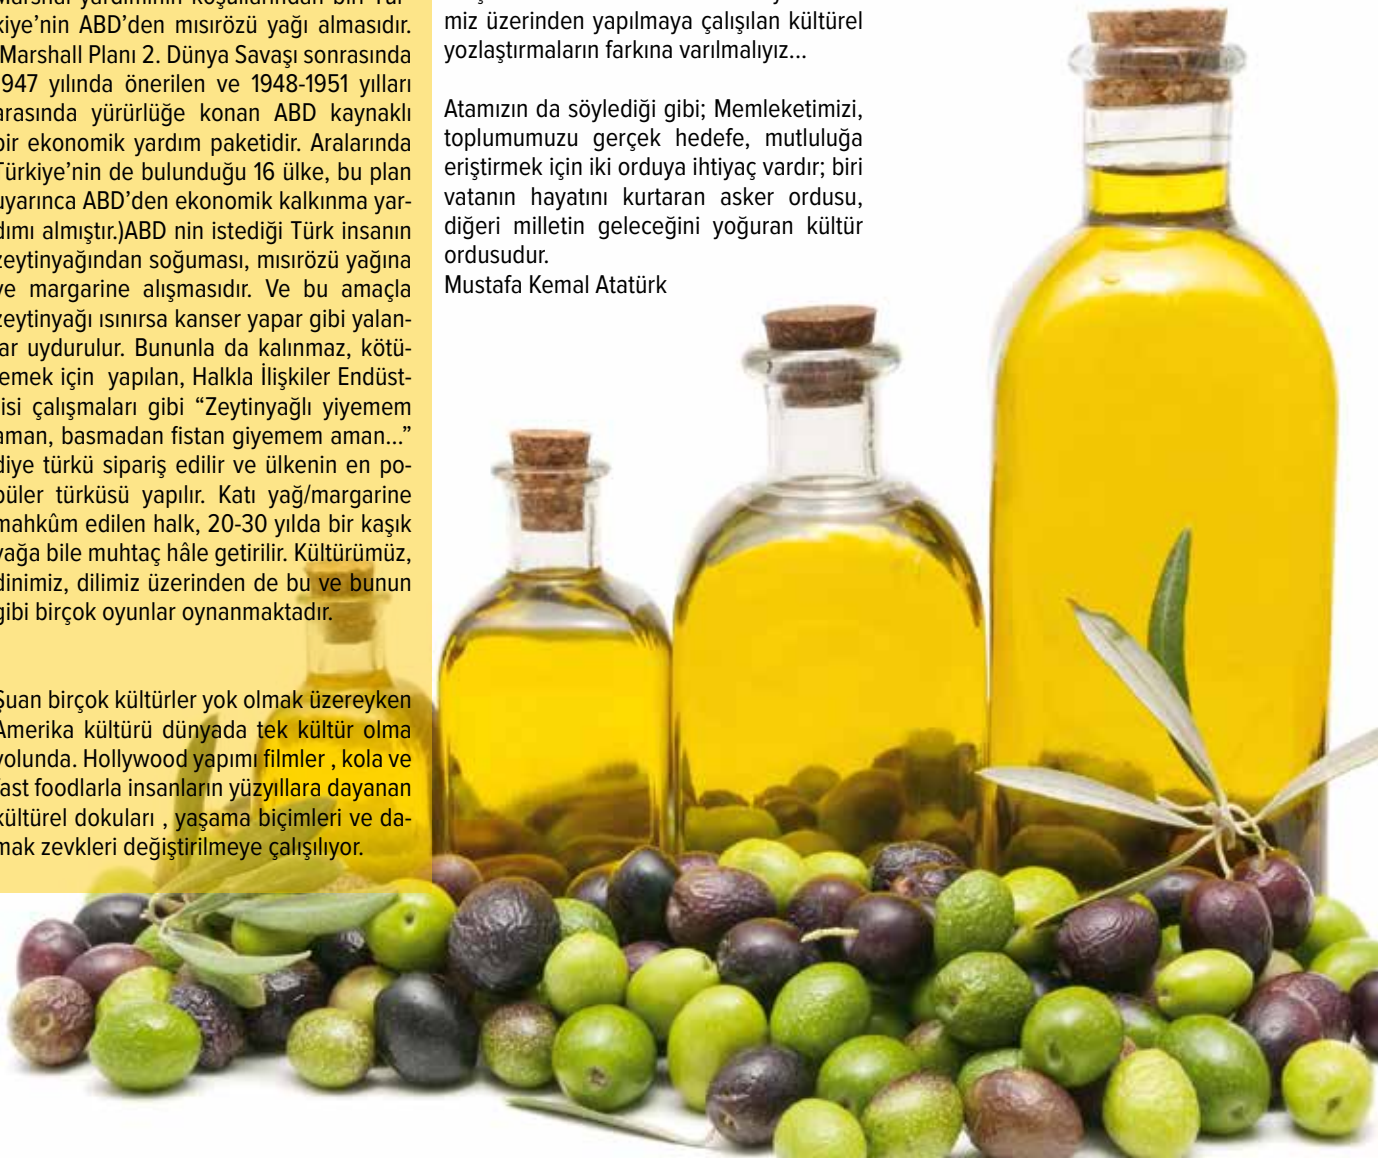 Marshal yardımının koşullarından biri Tür-
kiye’nin ABD’den mısırözü yağı almasıdır.
Marshall Planı 2. Dünya Savaşı sonrasında
1947 yılında önerilen ve 1948-1951 yılları
arasında yürürlüğe konan ABD kaynaklı
bir ekonomik yardım paketidir. Aralarında
Türkiye’nin de bulunduğu 16 ülke, bu plan
uyarınca ABD’den ekonomik kalkınma yar-
dımı almıştır.)ABD nin istediği Türk insanın
zeytinyağından soğuması, mısırözü yağına
ve margarine alışmasıdır. Ve bu amaçla
zeytinyağı ısınırsa kanser yapar gibi yalan-
lar uydurulur. Bununla da kalınmaz, kötü-
lemek için yapılan, Halkla İlişkiler Endüst-
risi çalışmaları gibi “Zeytinyağlı yiyemem
aman, basmadan fistan giyemem aman...”
diye türkü sipariş edilir ve ülkenin en po-
püler türküsü yapılır. Katı yağ/margarine
mahkûm edilen halk, 20-30 yılda bir kaşık
yağa bile muhtaç hâle getirilir. Kültürümüz,
dinimiz, dilimiz üzerinden de bu ve bunun
gibi birçok oyunlar oynanmaktadır.
Şuan birçok kültürler yok olmak üzereyken
Amerika kültürü dünyada tek kültür olma
yolunda. Hollywood yapımı filmler , kola ve
fast foodlarla insanların yüzyıllara dayanan
kültürel dokuları , yaşama biçimleri ve da-
mak zevkleri değiştirilmeye çalışılıyor.
miz üzerinden yapılmaya çalışılan kültürel
yozlaştırmaların farkına varılmalıyız...
Atamızın da söylediği gibi; Memleketimizi,
toplumumuzu gerçek hedefe, mutluluğa
eriştirmek için iki orduya ihtiyaç vardır; biri
vatanın hayatını kurtaran asker ordusu,
diğeri milletin geleceğini yoğuran kültür
ordusudur.
Mustafa Kemal Atatürk